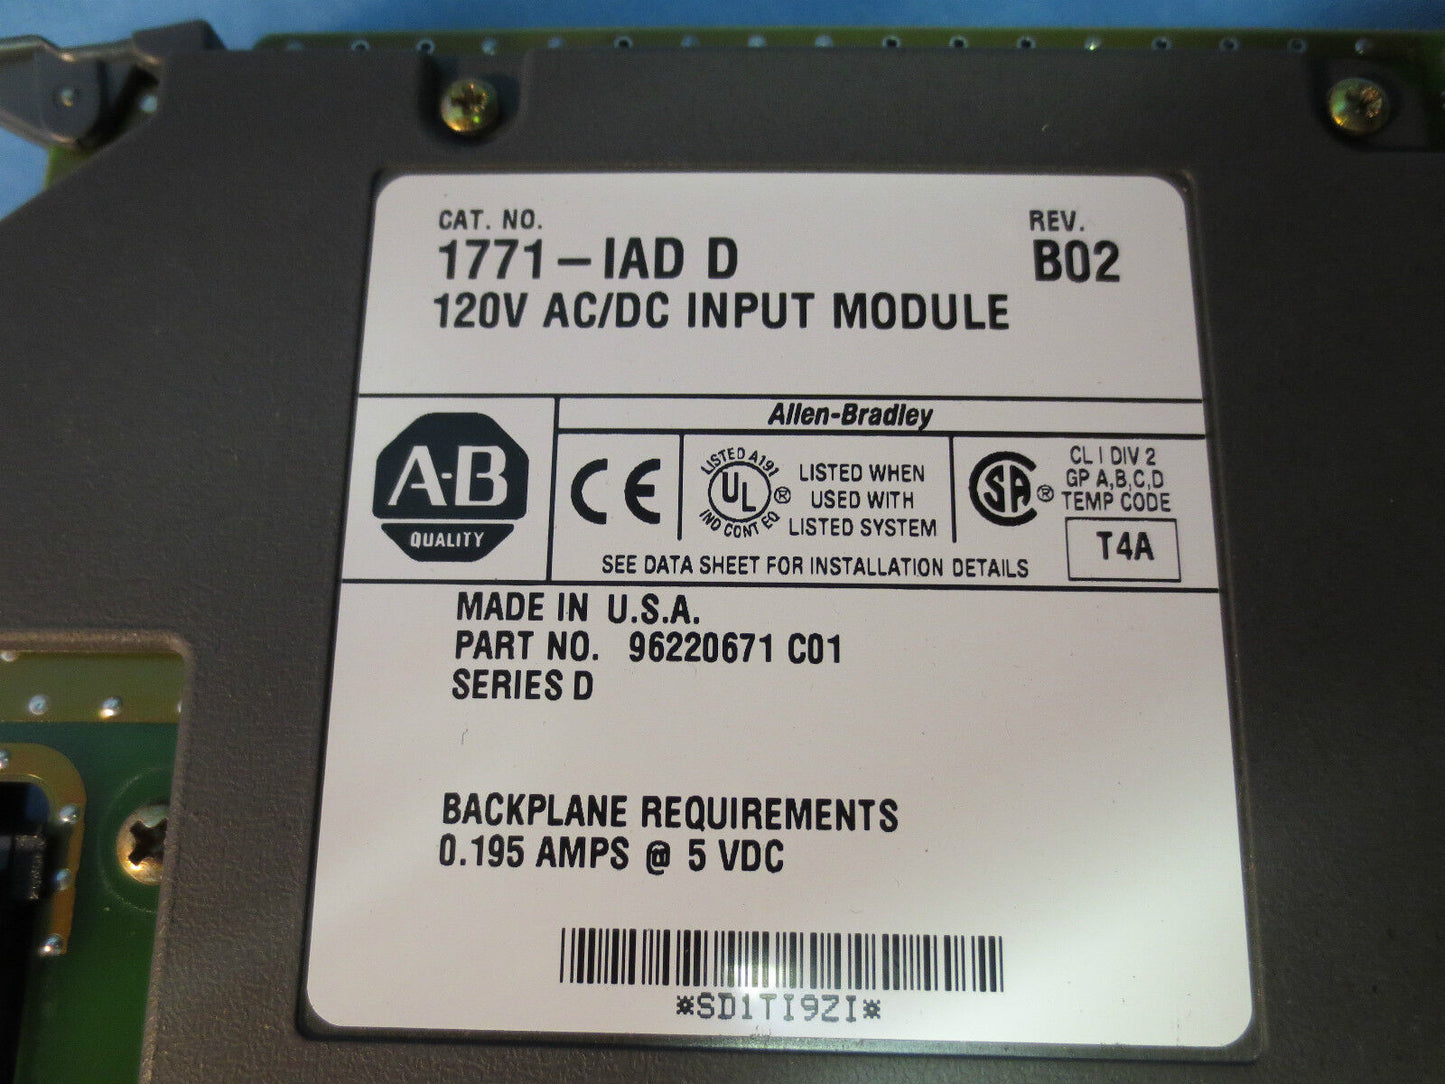 CAT. NO.
1771-IAD D
120V AC/DC INPUT MODULE
REV.
B02
A-B
QUALITY
Allen-Bradley
CE
LISTED A191
UL ®
IND CONT EQ
LISTED WHEN
USED WITH
LISTED SYSTEM
SA ®
CL I DIV 2
GP A,B,C,D
TEMP CODE
T4A
SEE DATA SHEET FOR INSTALLATION DETAILS
MADE IN U.S.A.
PART NO. 96220671 C01
SERIES D
BACKPLANE REQUIREMENTS
0.195 AMPS @ 5 VDC
*SD1TI9ZI*